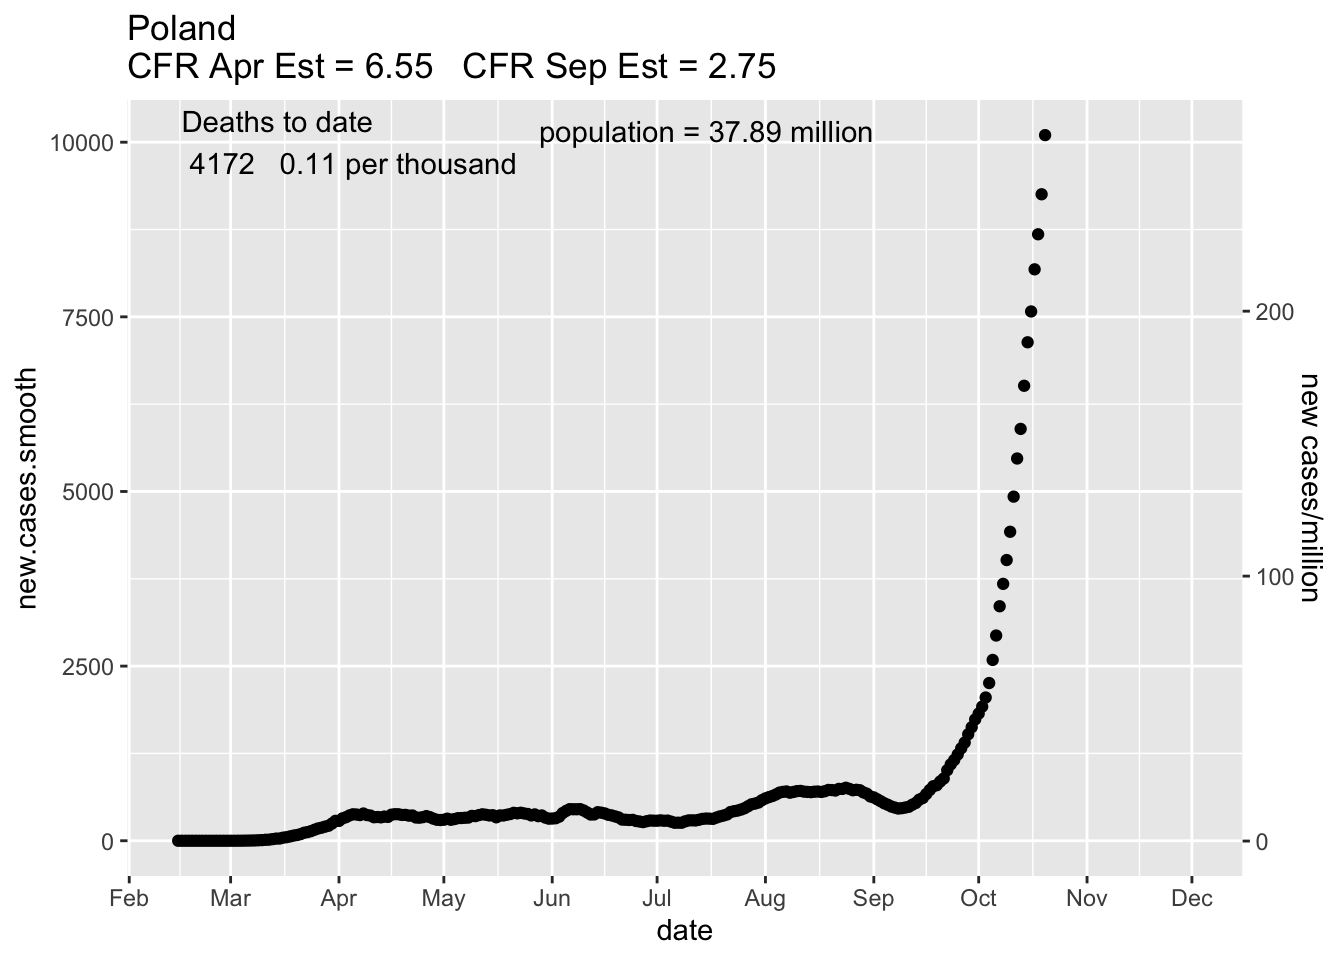 Poland
CFR Apr Est = 6.55   CFR Sep Est = 2.75
Deaths to date
4172   0.11 per thousand
population = 37.89 million
10000
7500
5000
2500
0
new.cases.smooth
200
100
0
new cases/million
Feb Mar Apr May Jun Jul Aug Sep Oct Nov Dec
date